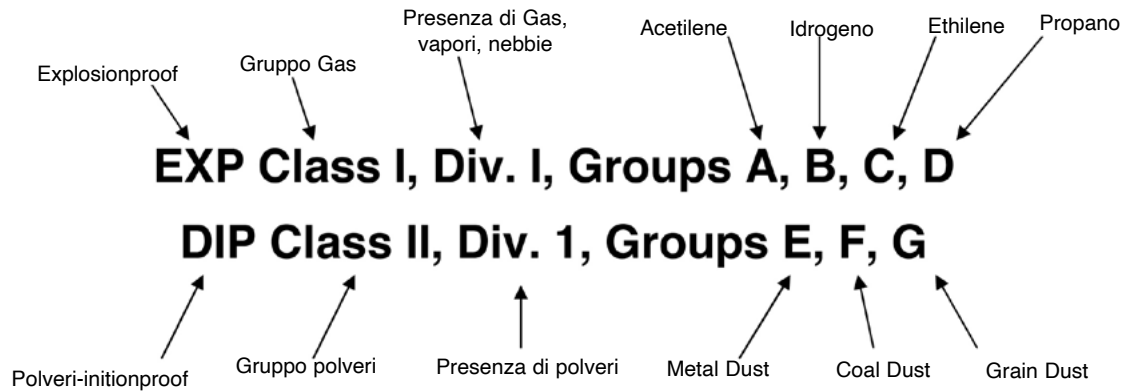 Presenza di Gas,
vapori, nebbie
Acetilene
Idrogeno
Ethilene
Propano
Explosionproof
Gruppo Gas
EXP Class I, Div. I, Groups A, B, C, D
DIP Class II, Div. 1, Groups E, F, G
Polveri-initionproof
Gruppo polveri
Presenza di polveri
Metal Dust
Coal Dust
Grain Dust